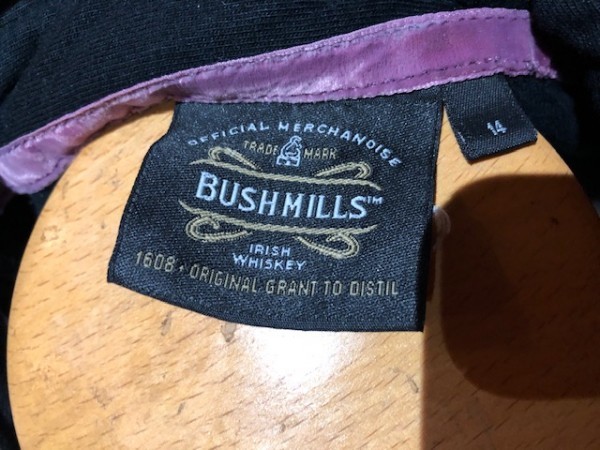 OFFICIAL MERCHANDISE
TRADE MARK
BUSHMILLS™
IRISH
WHISKEY
1608 · ORIGINAL GRANT TO DISTIL
14